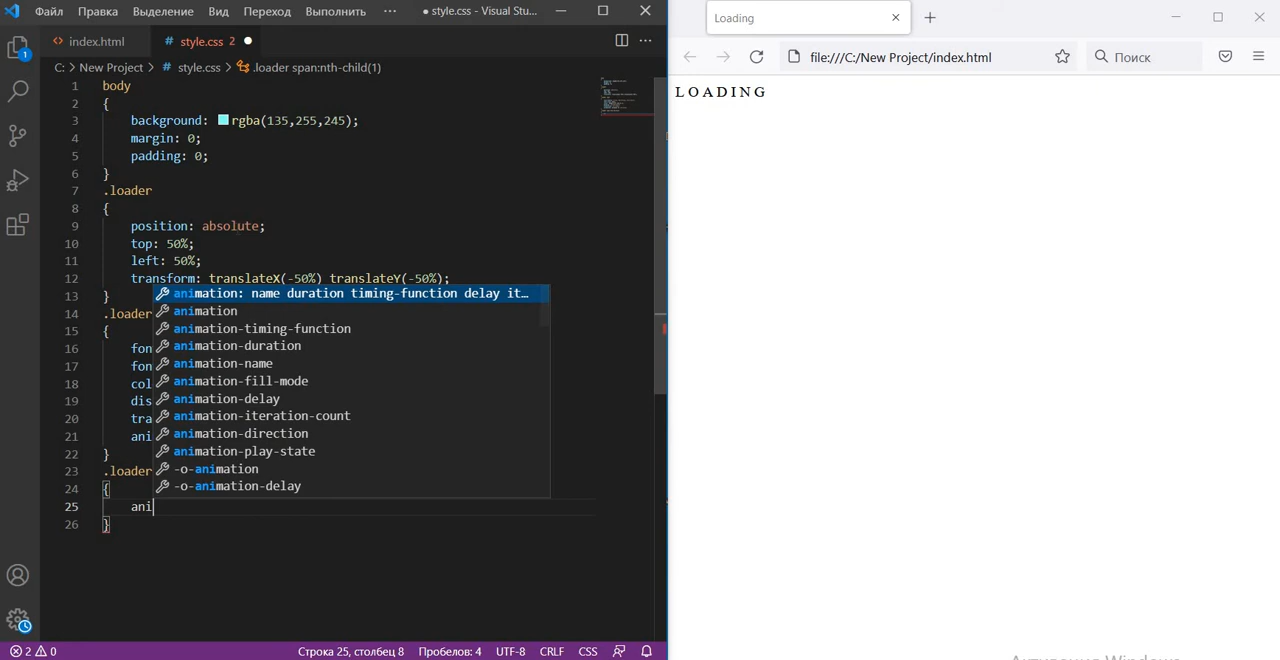 Файл Правка Выделение Вид Переход Выполнить ··· ● style.css - Visual Stu...
Loading
index.html # style.css 2 ●
file:///C:/New Project/index.html
Поиск
C: > New Project > # style.css > .loader span:nth-child(1)
LOADING
1 body
2 {
3 background: rgba(135,255,245);
4 margin: 0;
5 padding: 0;
6 }
7 .loader
8 {
9 position: absolute;
10 top: 50%;
11 left: 50%;
12 transform: translateX(-50%) translateY(-50%);
13 }
animation: name duration timing-function delay it…
14 .loader
animation
15 {
animation-timing-function
16 fon
animation-duration
17 fon
animation-name
18 col
animation-fill-mode
19 dis
animation-delay
20 tra
animation-iteration-count
21 ani
animation-direction
22 }
animation-play-state
23 .loader
-o-animation
24 {
-o-animation-delay
25 ani
26 }
1
2 0 Строка 25, столбец 8 Пробелов: 4 UTF-8 CRLF CSS